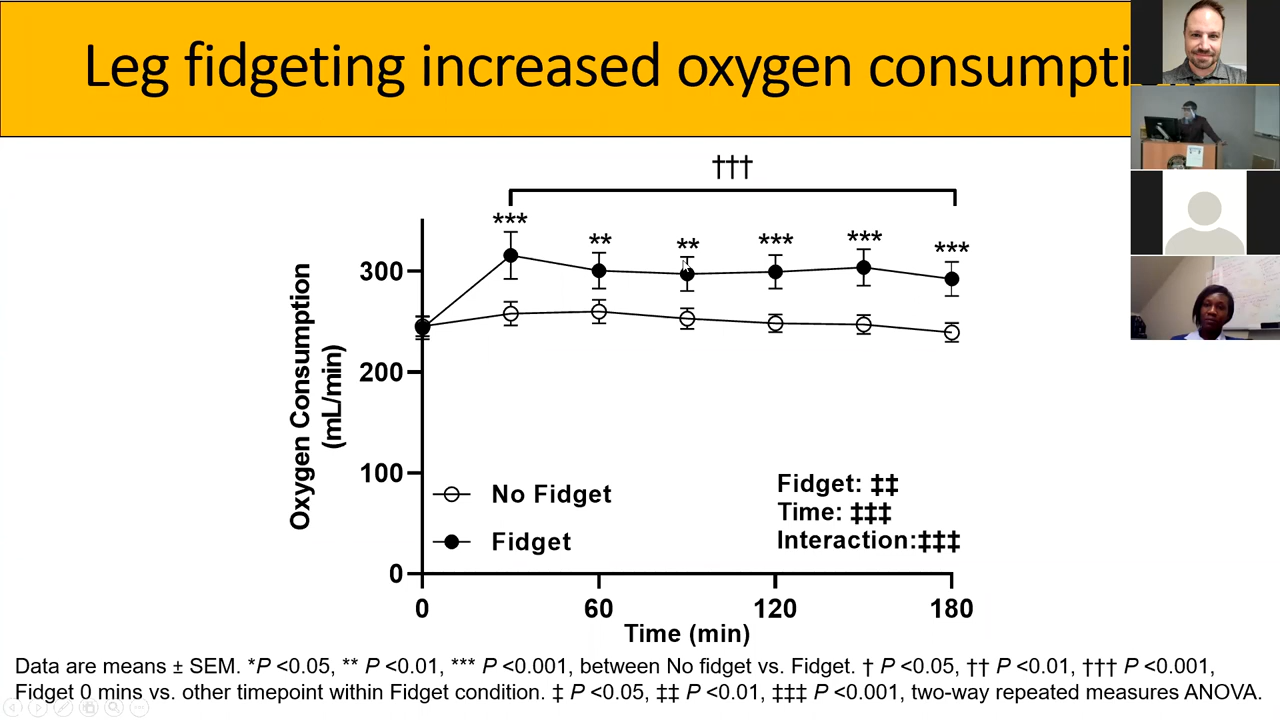 Leg fidgeting increased oxygen consumpti
†††
*** ** ** *** *** ***
Oxygen Consumption
(mL/min)
300
200
100
0
No Fidget
Fidget
Fidget: ‡‡
Time: ‡‡‡
Interaction:‡‡‡
0 60 120 180
Time (min)
Data are means ± SEM. *P <0.05, ** P <0.01, *** P <0.001, between No fidget vs. Fidget. † P <0.05, †† P <0.01, ††† P <0.001,
Fidget 0 mins vs. other timepoint within Fidget condition. ‡ P <0.05, ‡‡ P <0.01, ‡‡‡ P <0.001, two-way repeated measures ANOVA.